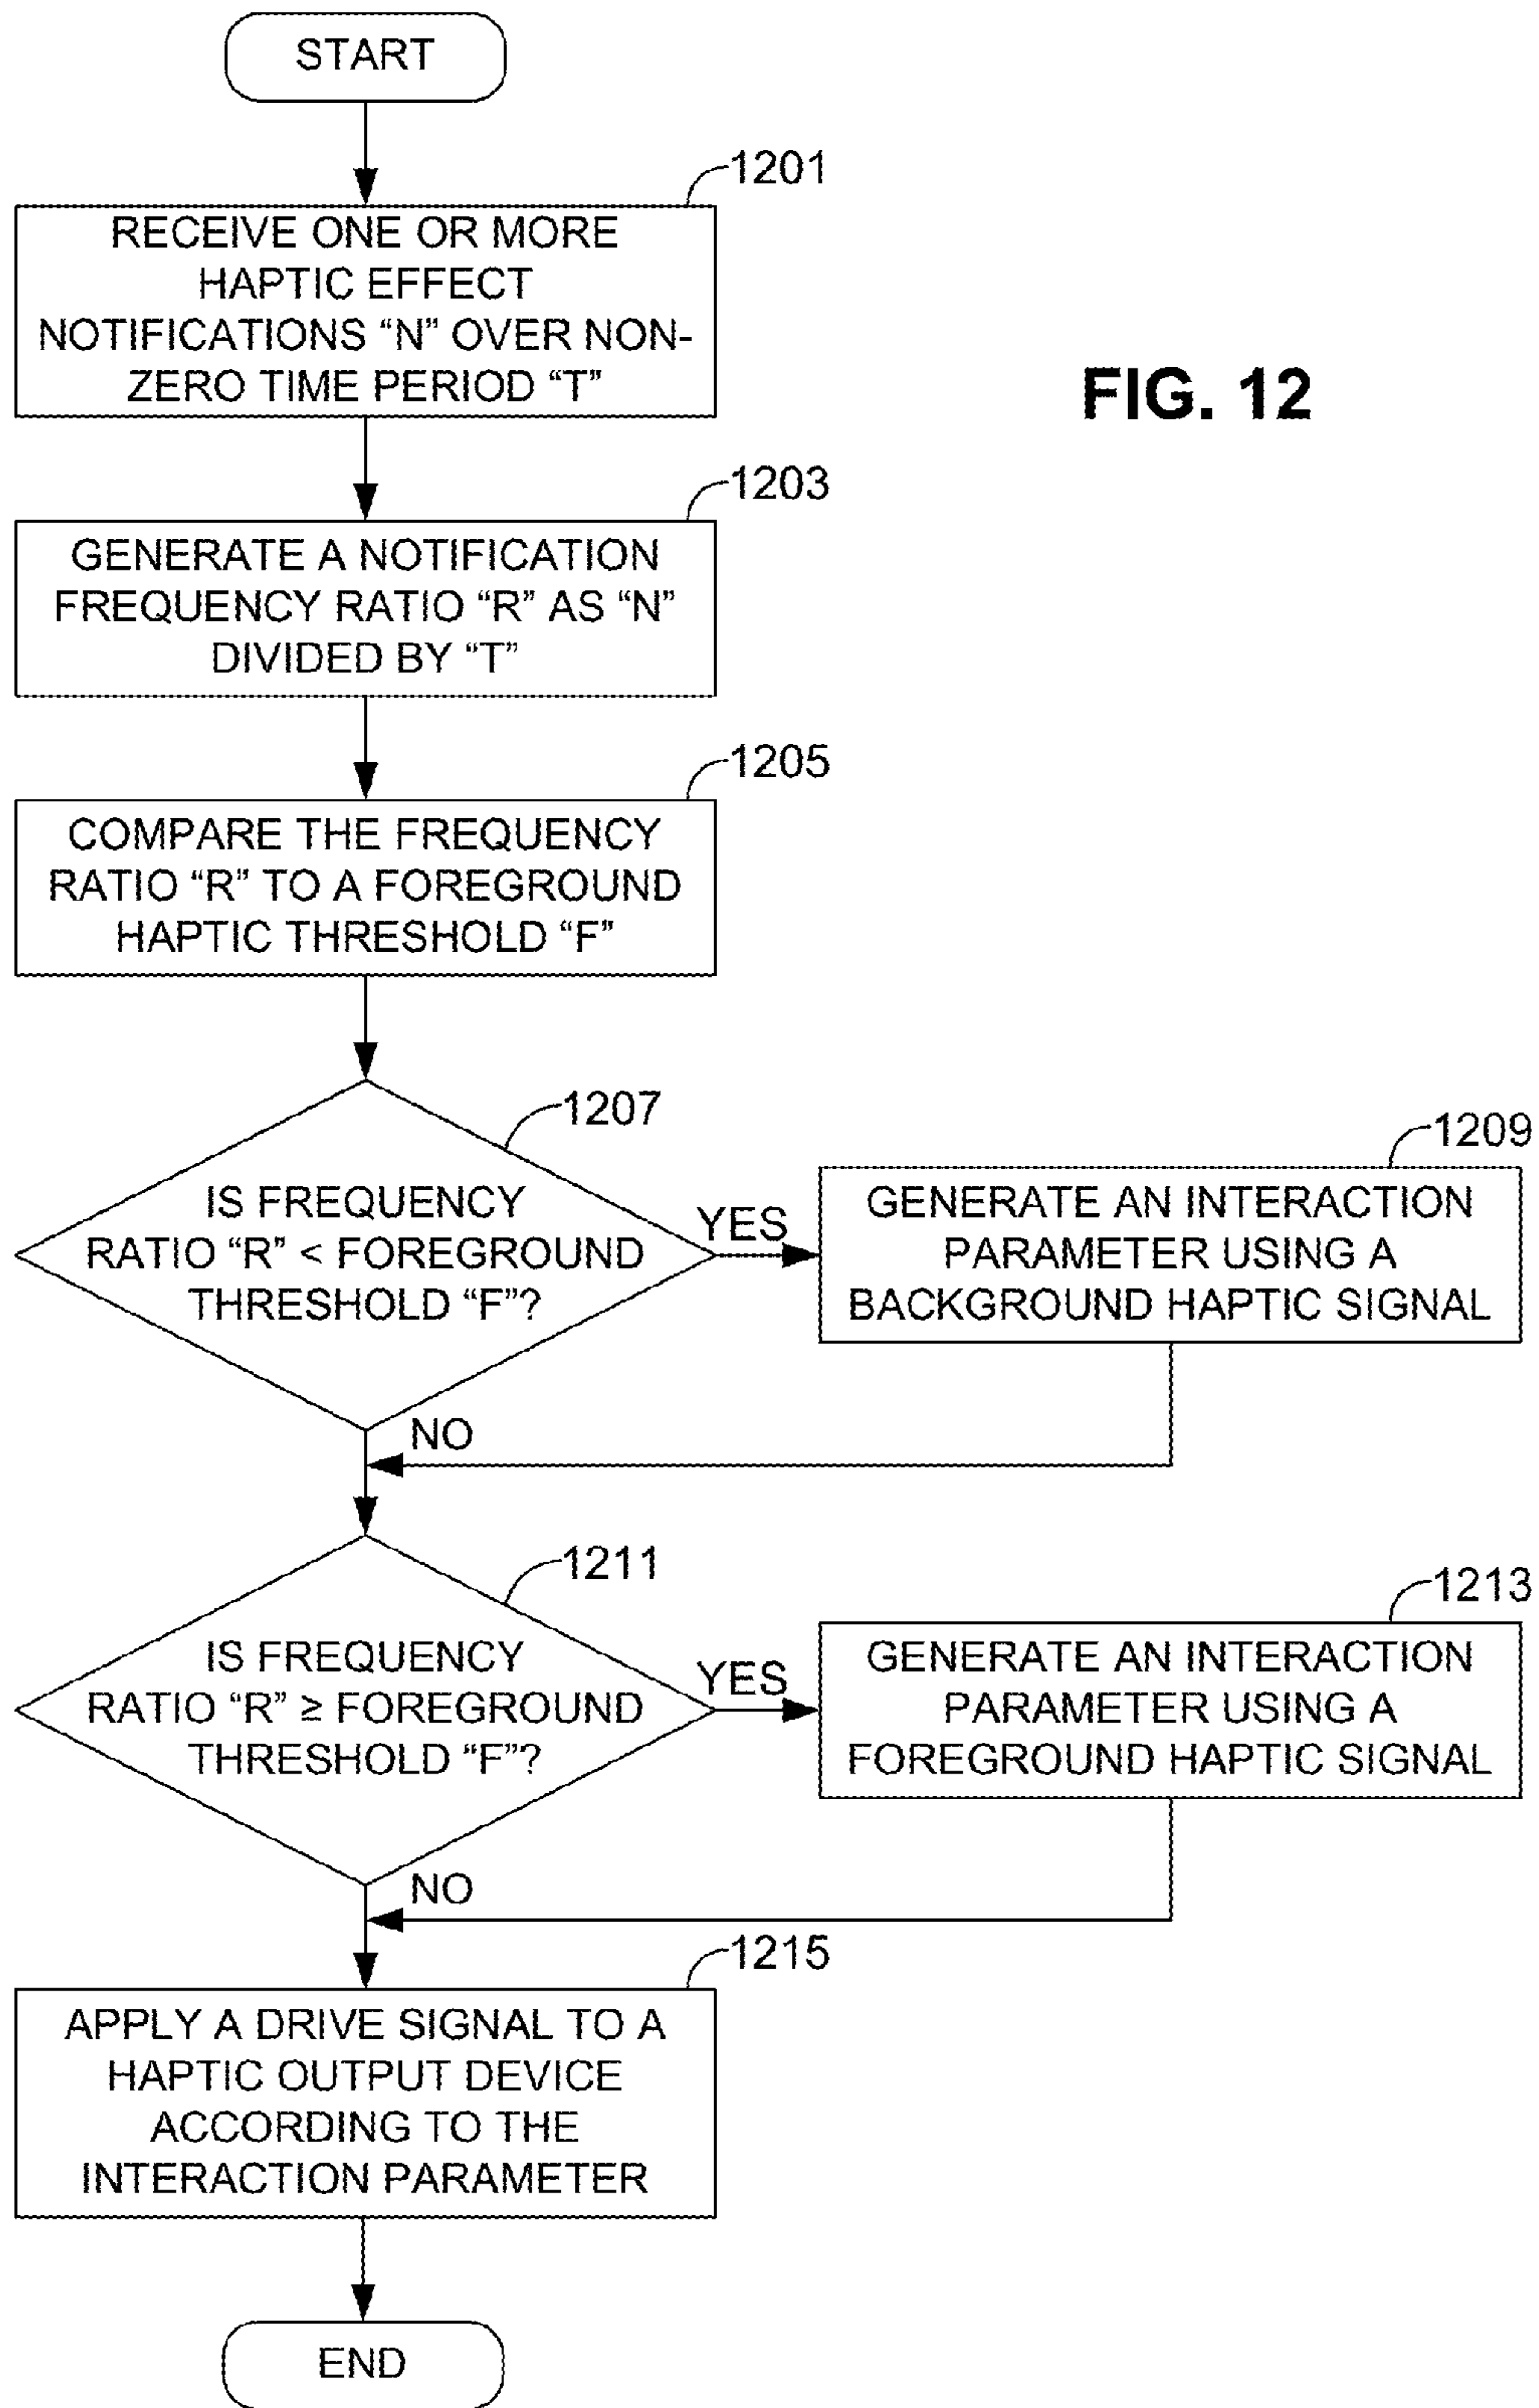 START
1201
RECEIVE ONE OR MORE
HAPTIC EFFECT
NOTIFICATIONS “N” OVER NON-
ZERO TIME PERIOD “T”
FIG. 12
1203
GENERATE A NOTIFICATION
FREQUENCY RATIO “R” AS “N”
DIVIDED BY “T”
1205
COMPARE THE FREQUENCY
RATIO “R” TO A FOREGROUND
HAPTIC THRESHOLD “F”
1207
IS FREQUENCY
RATIO “R” < FOREGROUND
THRESHOLD “F”?
YES
1209
GENERATE AN INTERACTION
PARAMETER USING A
BACKGROUND HAPTIC SIGNAL
NO
1211
IS FREQUENCY
RATIO “R” ≥ FOREGROUND
THRESHOLD “F”?
YES
1213
GENERATE AN INTERACTION
PARAMETER USING A
FOREGROUND HAPTIC SIGNAL
NO
1215
APPLY A DRIVE SIGNAL TO A
HAPTIC OUTPUT DEVICE
ACCORDING TO THE
INTERACTION PARAMETER
END